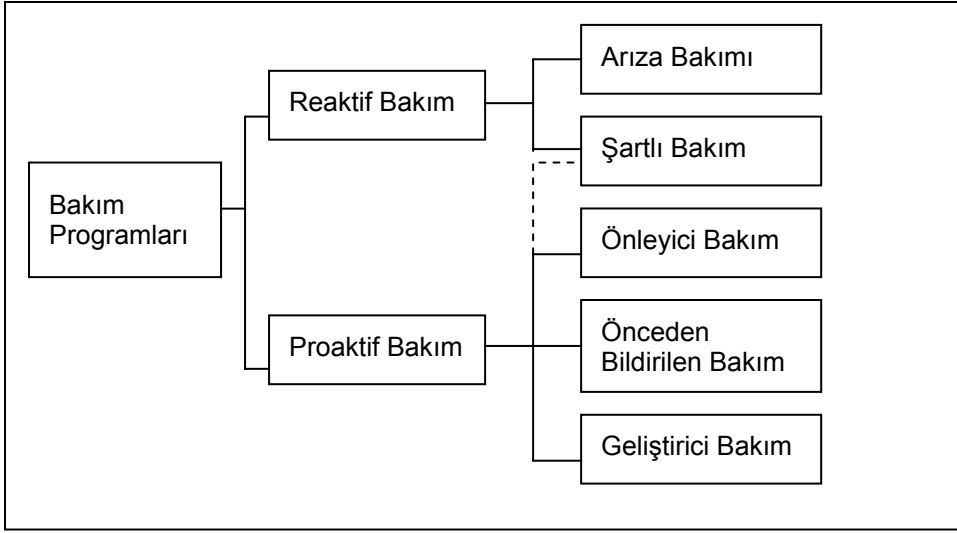 Bakım
Programları
Reaktif Bakım
Proaktif Bakım
Arıza Bakımı
Şartlı Bakım
Önleyici Bakım
Önceden
Bildirilen Bakım
Geliştirici Bakım